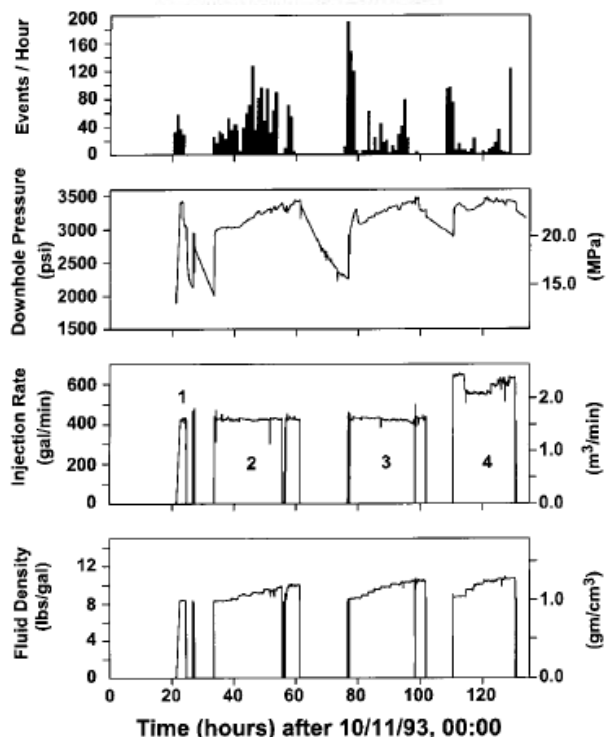 200
160
120
80
40
0
Events / Hour
3500
3000
2500
2000
1500
Downhole Pressure
(psi)
20.0
15.0
(MPa)
600
400
200
0
Injection Rate
(gal/min)
1
2
3
4
2.0
1.0
0.0
(m³/min)
12
8
4
0
Fluid Density
(lbs/gal)
1.0
0.0
(gm/cm³)
0 20 40 60 80 100 120
Time (hours) after 10/11/93, 00:00